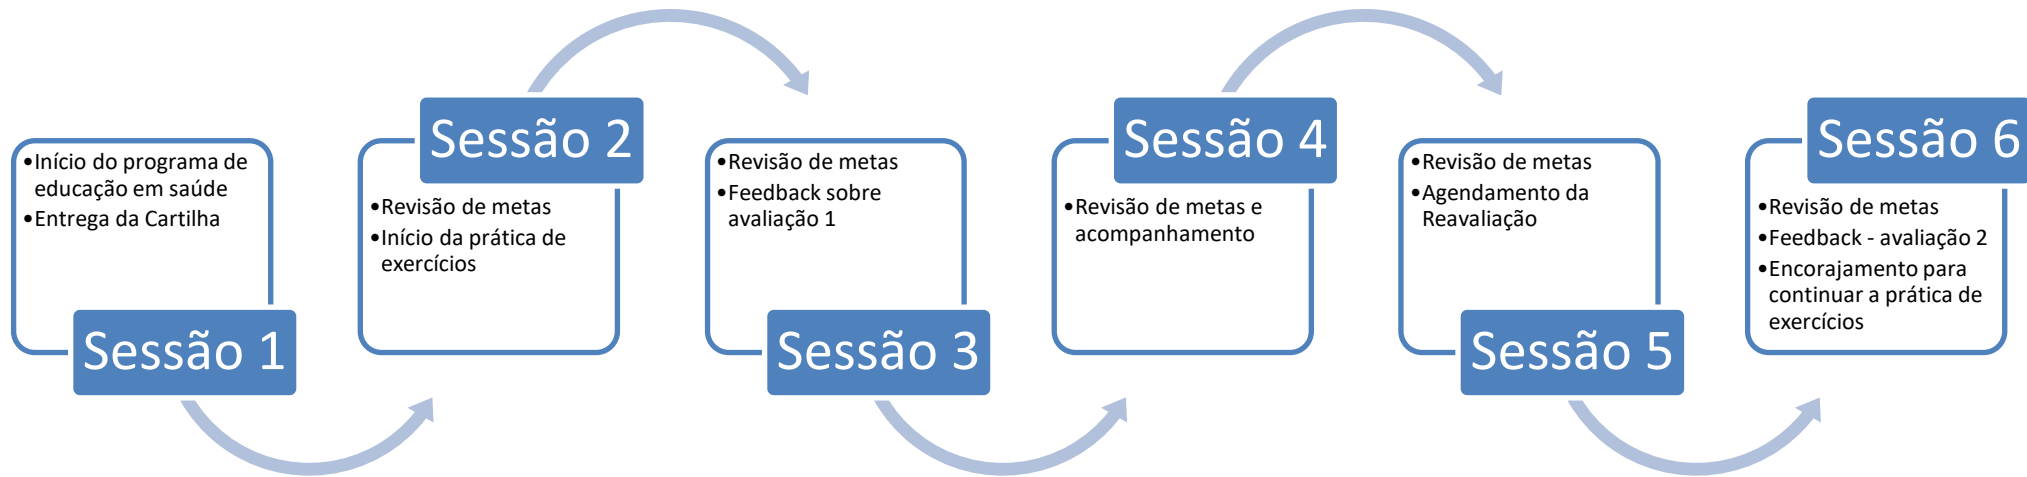 •Início do programa de
educação em saúde
•Entrega da Cartilha
Sessão 1
Sessão 2
•Revisão de metas
•Início da prática de
exercícios
•Revisão de metas
•Feedback sobre
avaliação 1
Sessão 3
Sessão 4
•Revisão de metas e
acompanhamento
•Revisão de metas
•Agendamento da
Reavaliação
Sessão 5
Sessão 6
•Revisão de metas
•Feedback - avaliação 2
•Encorajamento para
continuar a prática de
exercícios